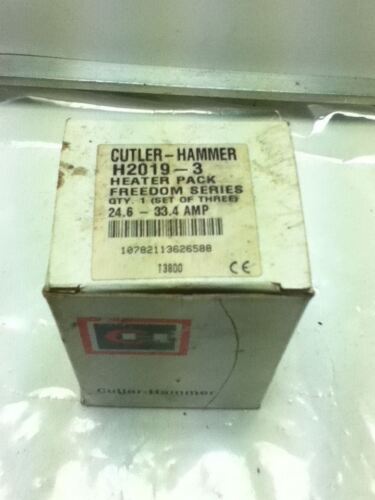 CUTLER-HAMMER
H2019-3
HEATER PACK
FREEDOM SERIES
QTY. 1 (SET OF THREE)
24.6 - 33.4 AMP
10782113626588
T3800 CE
CH
Cutler-Hammer